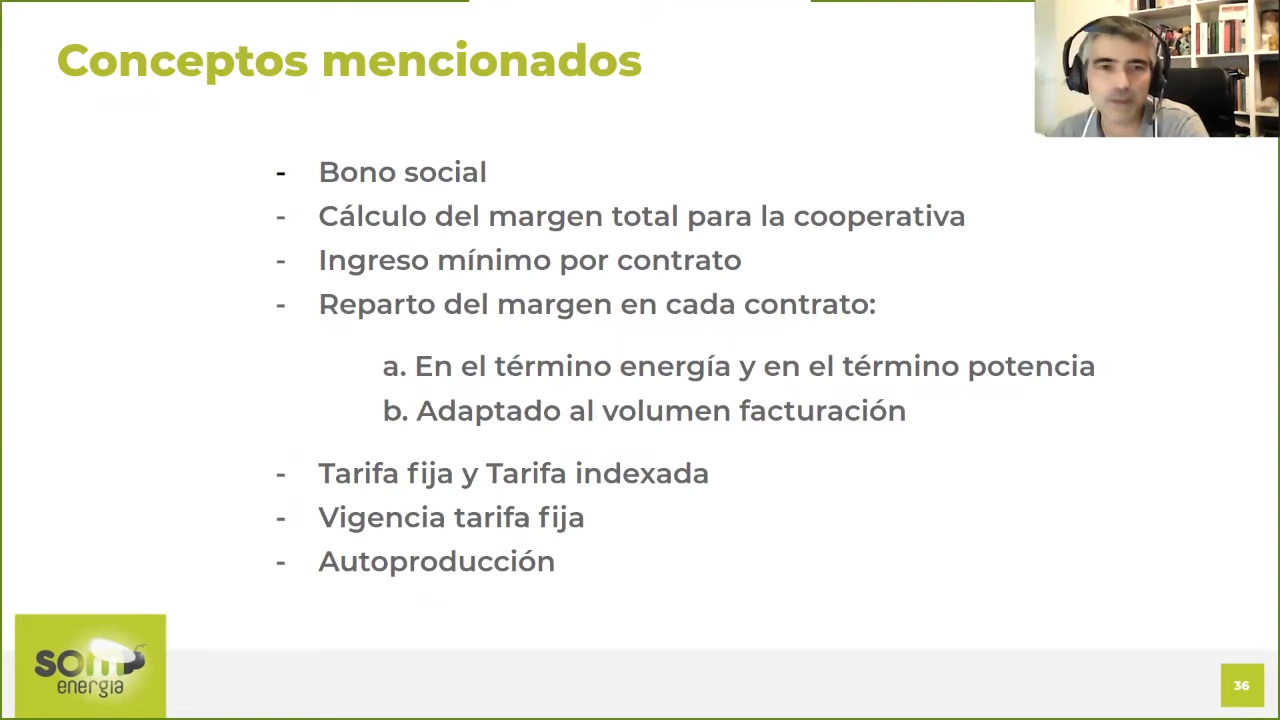 Conceptos mencionados
- Bono social
- Cálculo del margen total para la cooperativa
- Ingreso mínimo por contrato
- Reparto del margen en cada contrato:
a. En el término energía y en el término potencia
b. Adaptado al volumen facturación
- Tarifa fija y Tarifa indexada
- Vigencia tarifa fija
- Autoproducción
som
energia
36